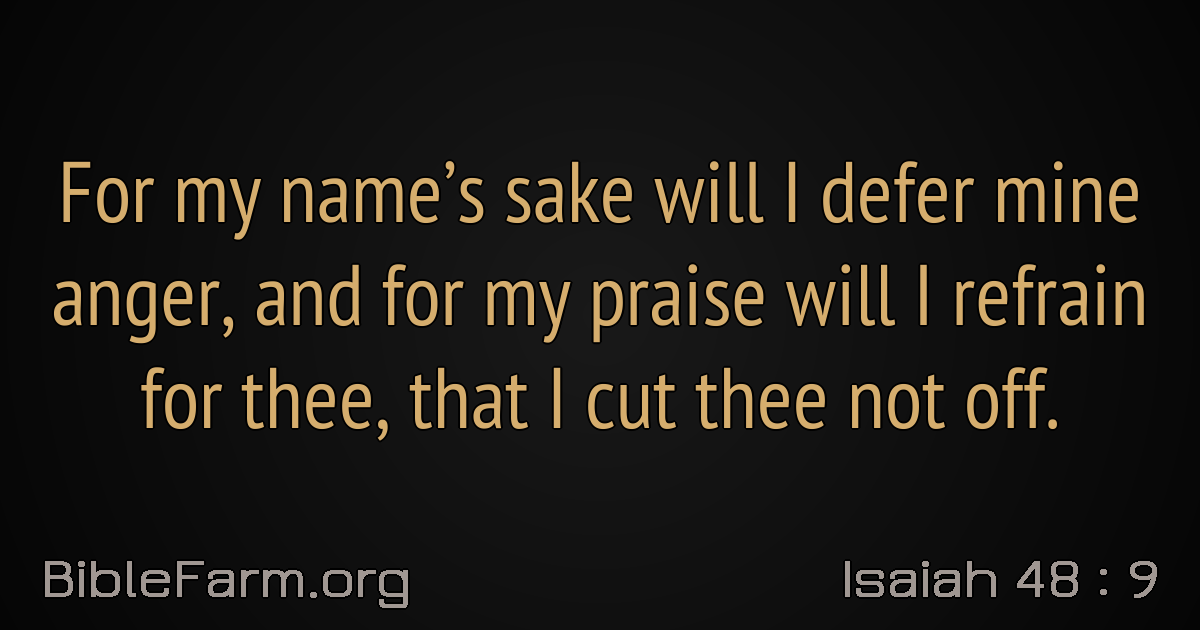 For my name’s sake will I defer mine
anger, and for my praise will I refrain
for thee, that I cut thee not off.
BibleFarm.org
Isaiah 48 : 9